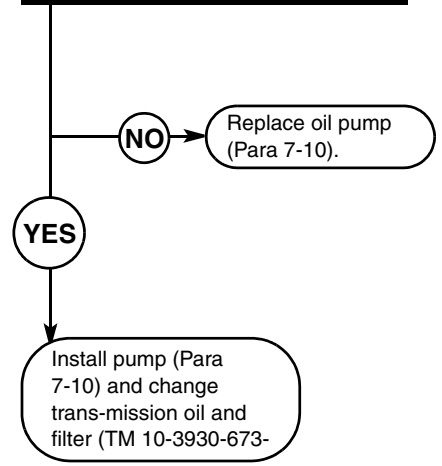 NO
Replace oil pump
(Para 7-10).
YES
Install pump (Para
7-10) and change
trans-mission oil and
filter (TM 10-3930-673-